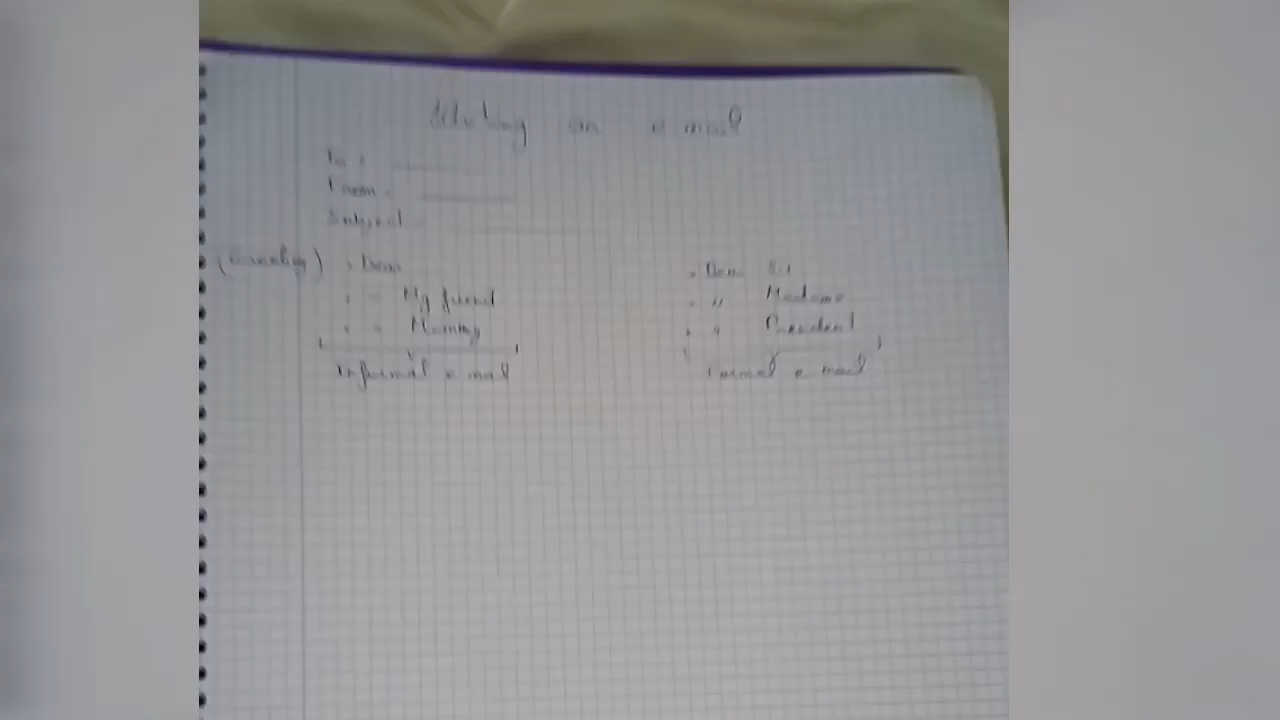 Writing an e-mail
To :
From :
Subject :
(Greeting) . Dear
. " My friend
. " Mummy
Informal e-mail
. Dear Sir
. " Madame
. " President
Formal e-mail